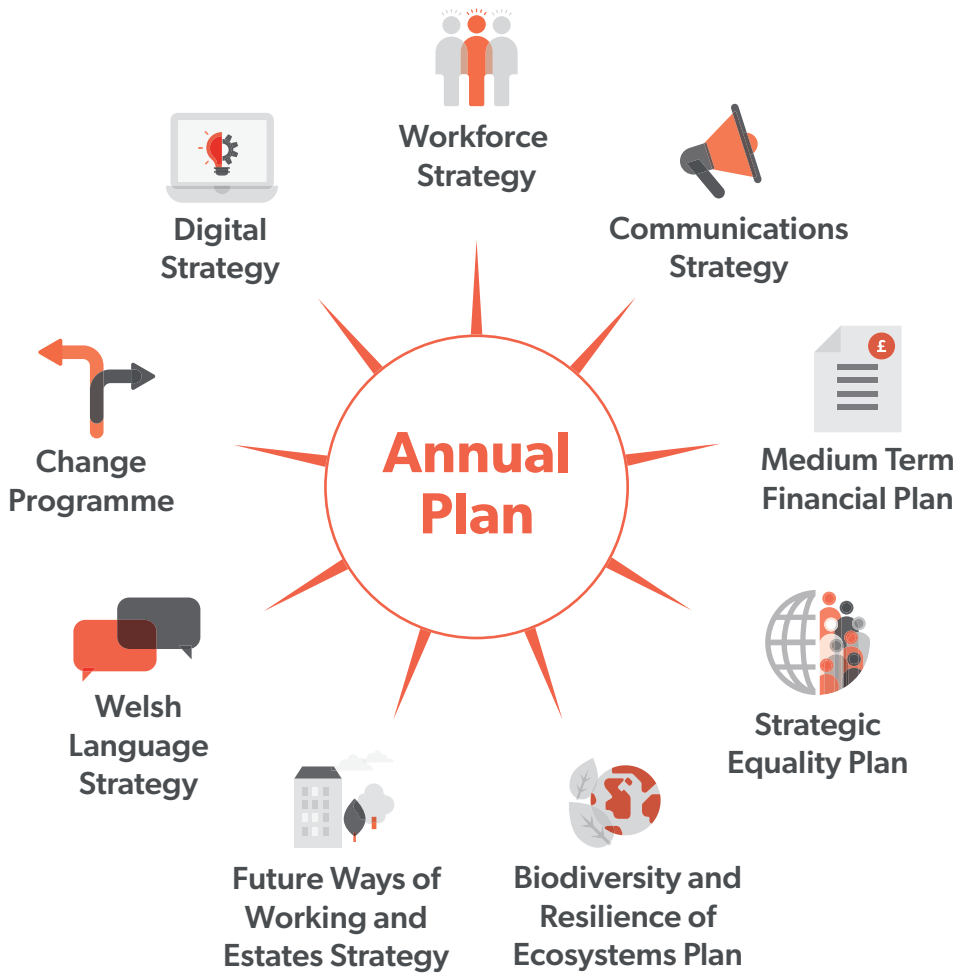 Workforce
Strategy
Digital
Strategy
Communications
Strategy
£
Change
Programme
Annual
Plan
Medium Term
Financial Plan
Welsh
Language
Strategy
Strategic
Equality Plan
Future Ways of
Working and
Estates Strategy
Biodiversity and
Resilience of
Ecosystems Plan